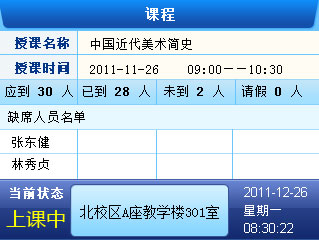 课程
授课名称 中国近代美术简史
授课时间 2011-11-26 09:00——10:30
应到 30 人 已到 28 人 未到 2 人 请假 0 人
缺席人员名单
张东健
林秀贞
当前状态
上课中
北校区A座教学楼301室
2011-12-26
星期一
08:30:22